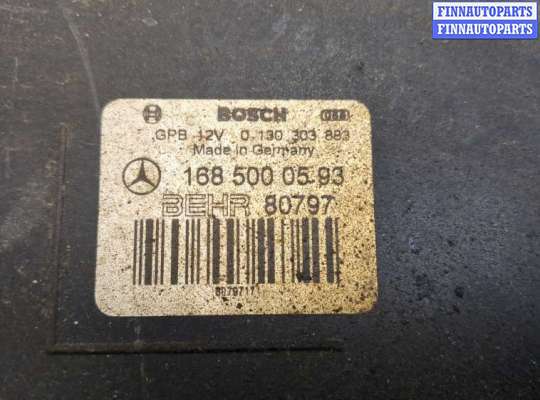 FINNAUTOPARTS
FINNAUTOPARTS
BOSCH
GPB 12V 0 130 303 883
Made in Germany
168 500 05 93
BEHR 80797